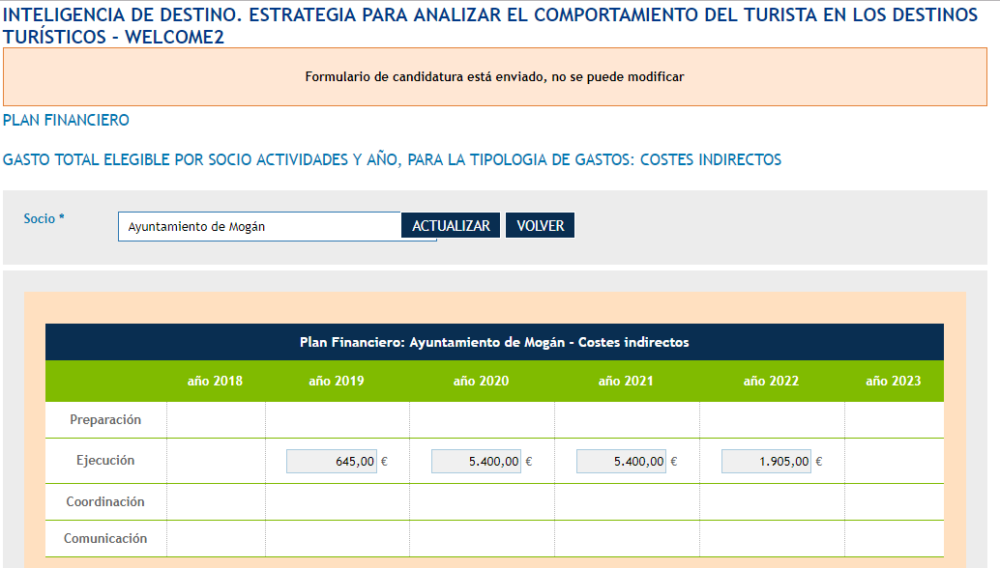 INTELIGENCIA DE DESTINO. ESTRATEGIA PARA ANALIZAR EL COMPORTAMIENTO DEL TURISTA EN LOS DESTINOS
TURÍSTICOS - WELCOME2
Formulario de candidatura está enviado, no se puede modificar
PLAN FINANCIERO
GASTO TOTAL ELEGIBLE POR SOCIO ACTIVIDADES Y AÑO, PARA LA TIPOLOGIA DE GASTOS: COSTES INDIRECTOS
Socio * Ayuntamiento de Mogán ACTUALIZAR VOLVER
Plan Financiero: Ayuntamiento de Mogán - Costes indirectos
año 2018 año 2019 año 2020 año 2021 año 2022 año 2023
Preparación
Ejecución 645,00 € 5.400,00 € 5.400,00 € 1.905,00 €
Coordinación
Comunicación